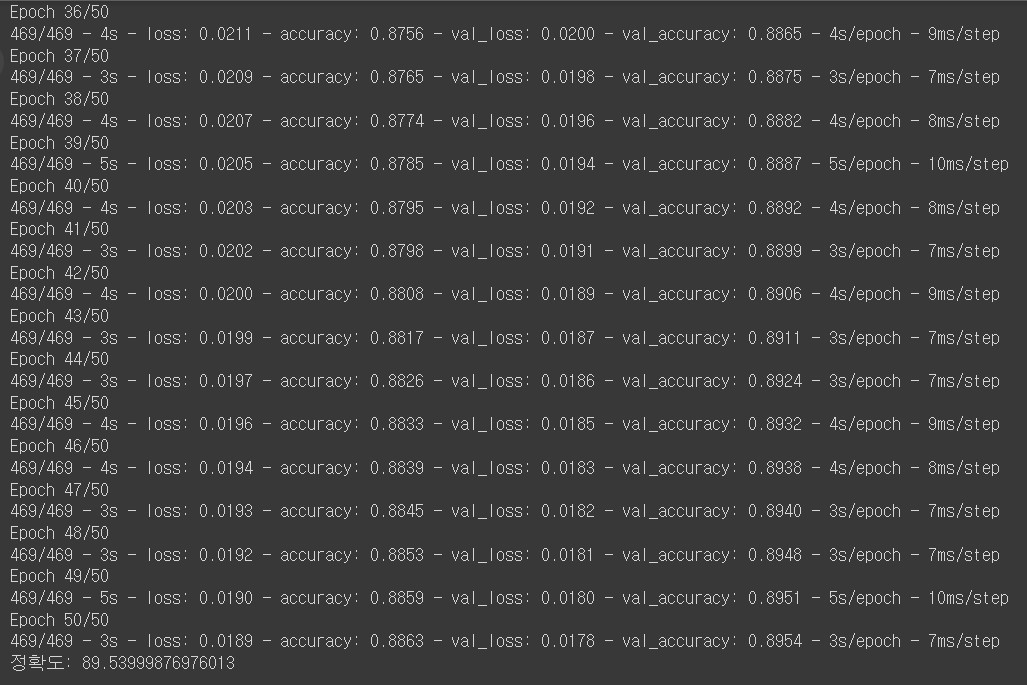 Epoch 36/50
469/469 - 4s - loss: 0.0211 - accuracy: 0.8756 - val_loss: 0.0200 - val_accuracy: 0.8865 - 4s/epoch - 9ms/step
Epoch 37/50
469/469 - 3s - loss: 0.0209 - accuracy: 0.8765 - val_loss: 0.0198 - val_accuracy: 0.8875 - 3s/epoch - 7ms/step
Epoch 38/50
469/469 - 4s - loss: 0.0207 - accuracy: 0.8774 - val_loss: 0.0196 - val_accuracy: 0.8882 - 4s/epoch - 8ms/step
Epoch 39/50
469/469 - 5s - loss: 0.0205 - accuracy: 0.8785 - val_loss: 0.0194 - val_accuracy: 0.8887 - 5s/epoch - 10ms/step
Epoch 40/50
469/469 - 4s - loss: 0.0203 - accuracy: 0.8795 - val_loss: 0.0192 - val_accuracy: 0.8892 - 4s/epoch - 8ms/step
Epoch 41/50
469/469 - 3s - loss: 0.0202 - accuracy: 0.8798 - val_loss: 0.0191 - val_accuracy: 0.8899 - 3s/epoch - 7ms/step
Epoch 42/50
469/469 - 4s - loss: 0.0200 - accuracy: 0.8808 - val_loss: 0.0189 - val_accuracy: 0.8906 - 4s/epoch - 9ms/step
Epoch 43/50
469/469 - 3s - loss: 0.0199 - accuracy: 0.8817 - val_loss: 0.0187 - val_accuracy: 0.8911 - 3s/epoch - 7ms/step
Epoch 44/50
469/469 - 3s - loss: 0.0197 - accuracy: 0.8826 - val_loss: 0.0186 - val_accuracy: 0.8924 - 3s/epoch - 7ms/step
Epoch 45/50
469/469 - 4s - loss: 0.0196 - accuracy: 0.8833 - val_loss: 0.0185 - val_accuracy: 0.8932 - 4s/epoch - 9ms/step
Epoch 46/50
469/469 - 4s - loss: 0.0194 - accuracy: 0.8839 - val_loss: 0.0183 - val_accuracy: 0.8938 - 4s/epoch - 8ms/step
Epoch 47/50
469/469 - 3s - loss: 0.0193 - accuracy: 0.8845 - val_loss: 0.0182 - val_accuracy: 0.8940 - 3s/epoch - 7ms/step
Epoch 48/50
469/469 - 3s - loss: 0.0192 - accuracy: 0.8853 - val_loss: 0.0181 - val_accuracy: 0.8948 - 3s/epoch - 7ms/step
Epoch 49/50
469/469 - 5s - loss: 0.0190 - accuracy: 0.8859 - val_loss: 0.0180 - val_accuracy: 0.8951 - 5s/epoch - 10ms/step
Epoch 50/50
469/469 - 3s - loss: 0.0189 - accuracy: 0.8863 - val_loss: 0.0178 - val_accuracy: 0.8954 - 3s/epoch - 7ms/step
정확도: 89.53999876976013